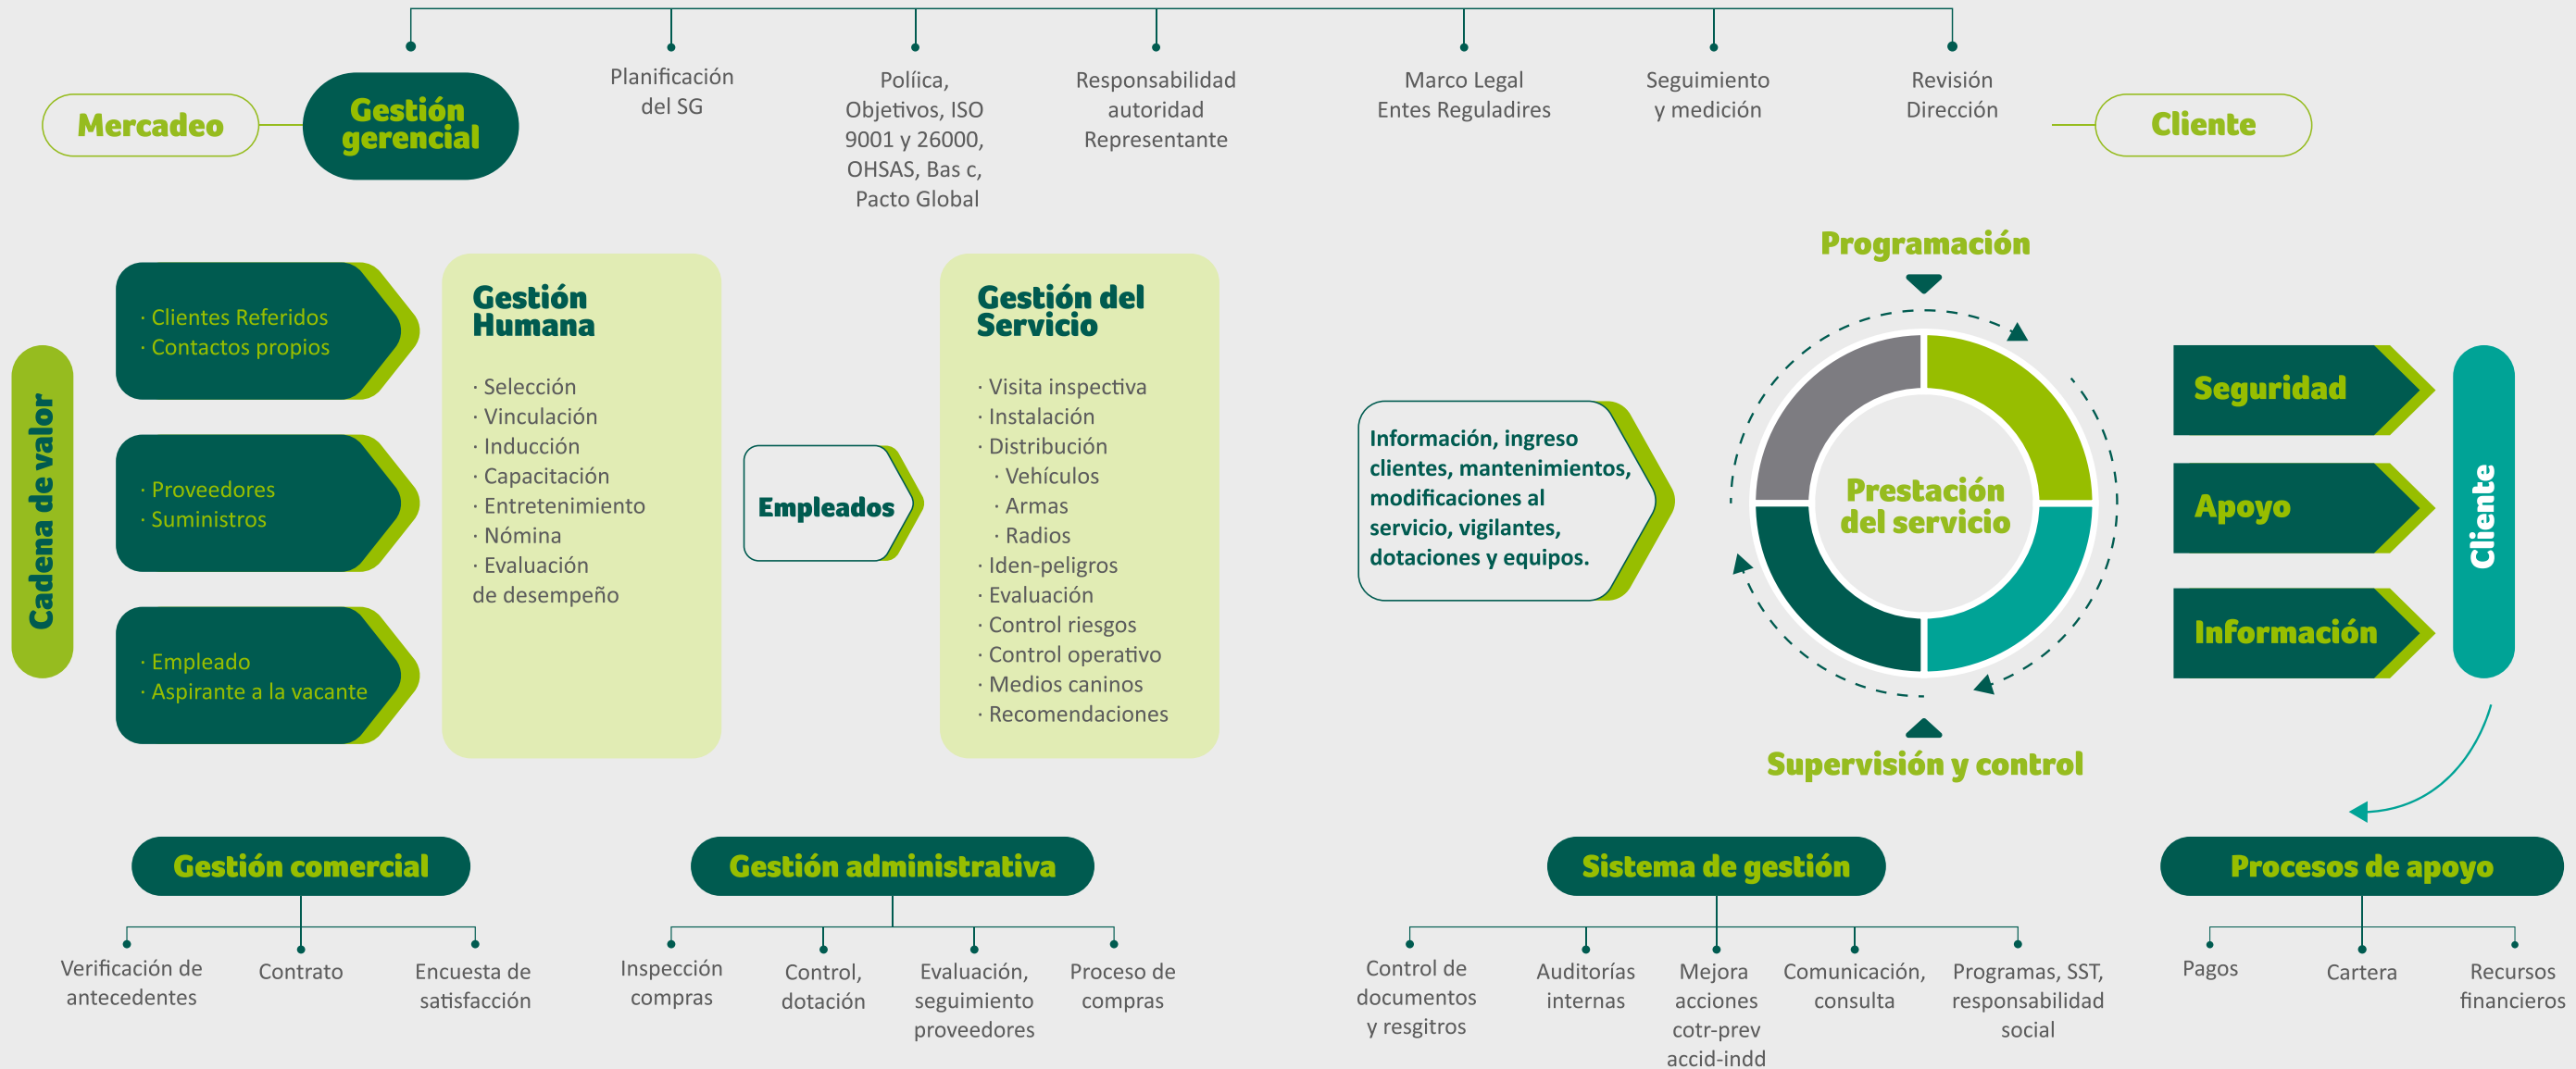 Mercadeo
Gestión
gerencial
Planificación
del SG
Políica,
Objetivos, ISO
9001 y 26000,
OHSAS, Bas c,
Pacto Global
Responsabilidad
autoridad
Representante
Marco Legal
Entes Reguladires
Seguimiento
y medición
Revisión
Dirección
Cliente
Cadena de valor
· Clientes Referidos
· Contactos propios
· Proveedores
· Suministros
· Empleado
· Aspirante a la vacante
Gestión
Humana
· Selección
· Vinculación
· Inducción
· Capacitación
· Entretenimiento
· Nómina
· Evaluación
de desempeño
Empleados
Gestión del
Servicio
· Visita inspectiva
· Instalación
· Distribución
· Vehículos
· Armas
· Radios
· Iden-peligros
· Evaluación
· Control riesgos
· Control operativo
· Medios caninos
· Recomendaciones
Información, ingreso
clientes, mantenimientos,
modificaciones al
servicio, vigilantes,
dotaciones y equipos.
Programación
Prestación
del servicio
Supervisión y control
Seguridad
Apoyo
Información
Cliente
Gestión comercial
Verificación de
antecedentes
Contrato
Encuesta de
satisfacción
Gestión administrativa
Inspección
compras
Control,
dotación
Evaluación,
seguimiento
proveedores
Proceso de
compras
Sistema de gestión
Control de
documentos
y resgitros
Auditorías
internas
Mejora
acciones
cotr-prev
accid-indd
Comunicación,
consulta
Programas, SST,
responsabilidad
social
Procesos de apoyo
Pagos
Cartera
Recursos
financieros